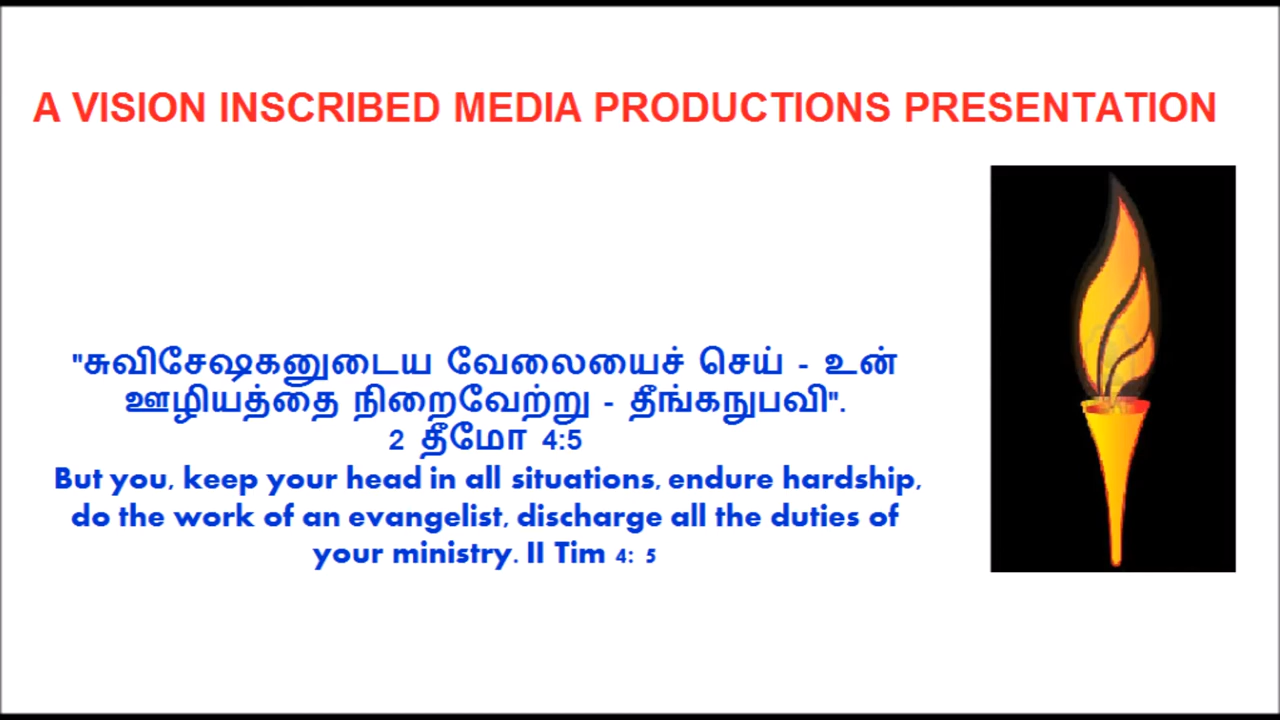 A VISION INSCRIBED MEDIA PRODUCTIONS PRESENTATION
"சுவிசேஷகனுடைய வேலையைச் செய் - உன்
ஊழியத்தை நிறைவேற்று - தீங்கநுபவி".
2 தீமோ 4:5
But you, keep your head in all situations, endure hardship,
do the work of an evangelist, discharge all the duties of
your ministry. II Tim 4: 5